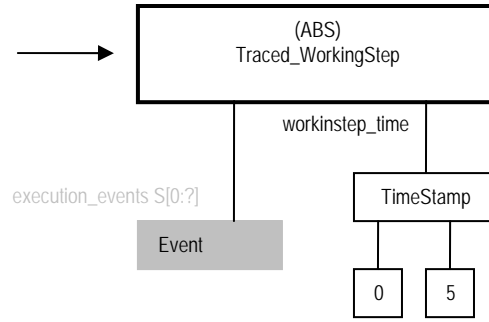 (ABS)
Traced_WorkingStep
workinstep_time
execution_events S[0:?]
TimeStamp
Event
0
5